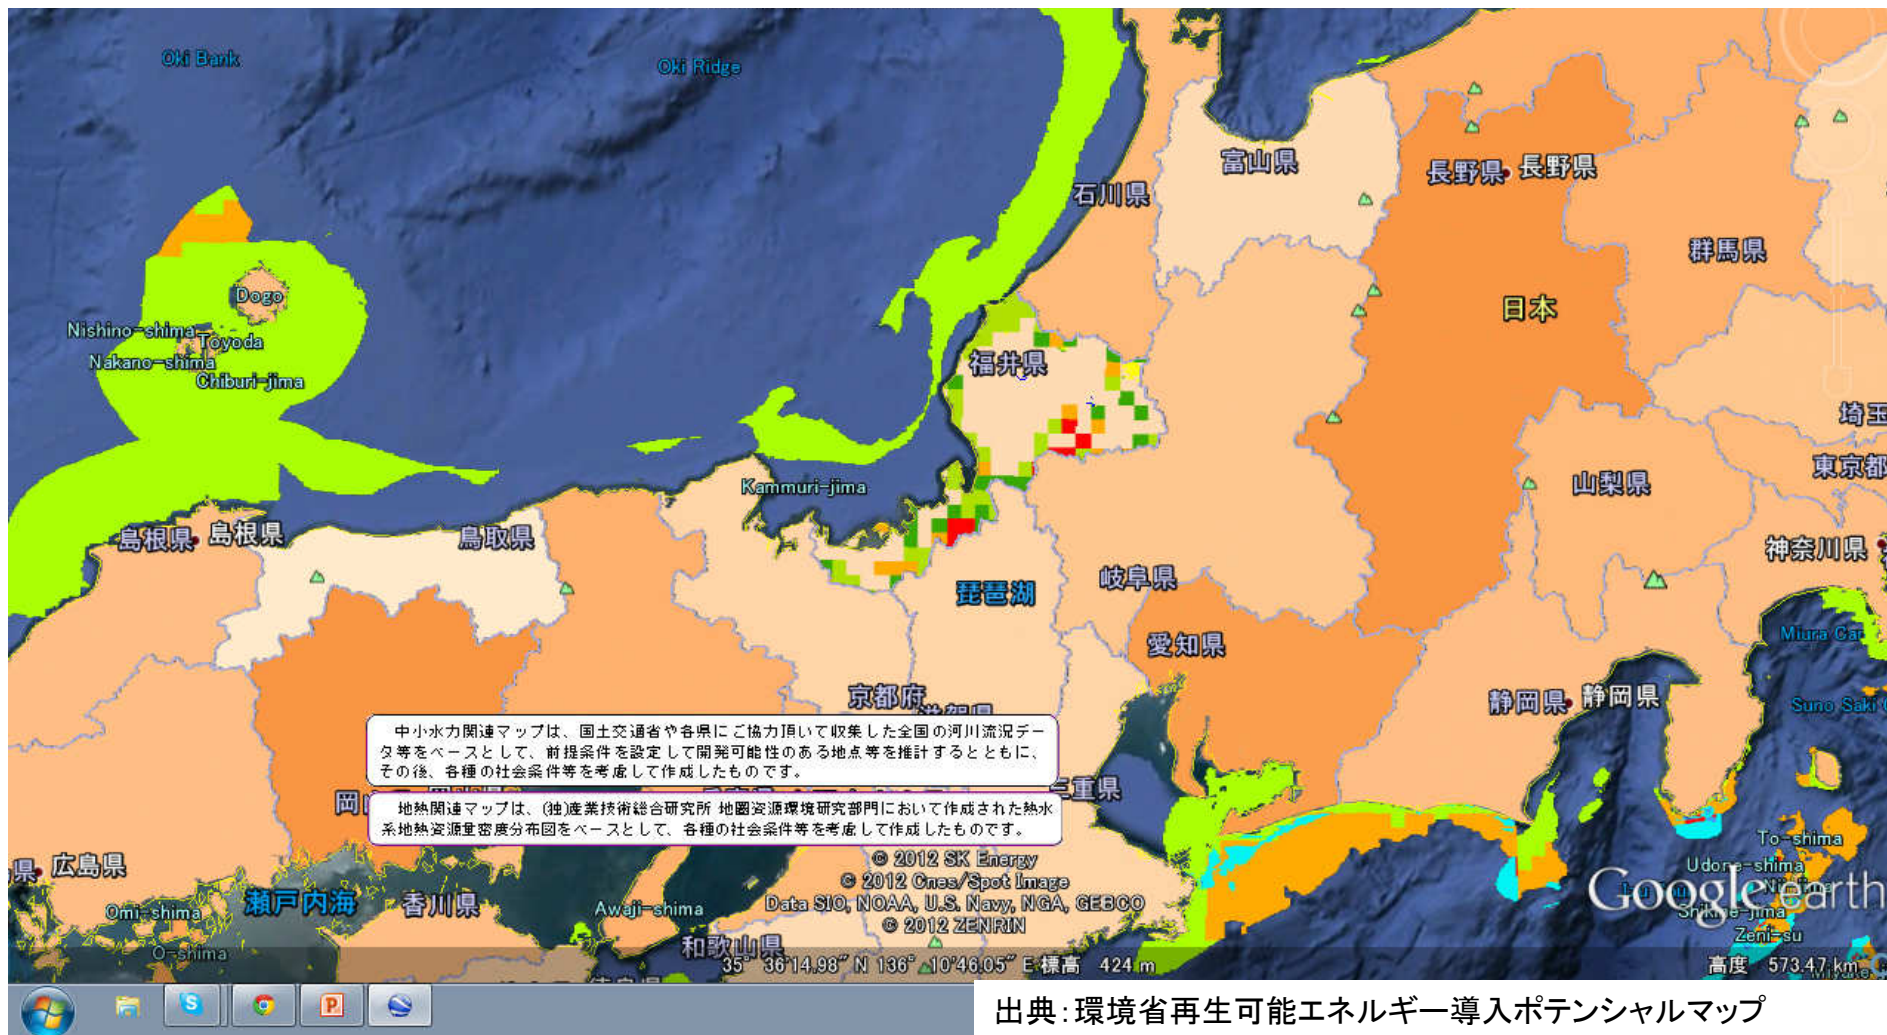 Oki Bank
Oki Ridge
富山県
長野県 長野県
石川県
群馬県
Dogo
日本
Nishino-shima
Toyoda
Nakano-shima
Chiburi-jima
福井県
埼玉
東京都
山梨県
Kammuri-jima
島根県 島根県
鳥取県
神奈川県
岐阜県
琵琶湖
愛知県
Miura Can
京都府
滋賀県
静岡県 静岡県
Suno Saki
中小水力関連マップは、国土交通省や各県にご協力頂いて収集した全国の河川流況デー
タ等をベースとして、前提条件を設定して開発可能性のある地点等を推計するとともに、
その後、各種の社会条件等を考慮して作成したものです。
三重県
地熱関連マップは、(独)産業技術総合研究所 地圏資源環境研究部門において作成された熱水
系地熱資源量密度分布図をベースとして、各種の社会条件等を考慮して作成したものです。
To-shima
県 広島県
© 2012 SK Energy
Udone-shima
© 2012 Cnes/Spot Image
Google earth
Omi-shima
瀬戸内海
香川県
Awaji-shima
Data SIO, NOAA, U.S. Navy, NGA, GEBCO
Shikine-jima
© 2012 ZENRIN
Zeni-su
O-shima
和歌山県
35° 36'14.98" N 136° 10'46.05" E 標高 424 m
高度 573.47 km
出典：環境省再生可能エネルギー導入ポテンシャルマップ